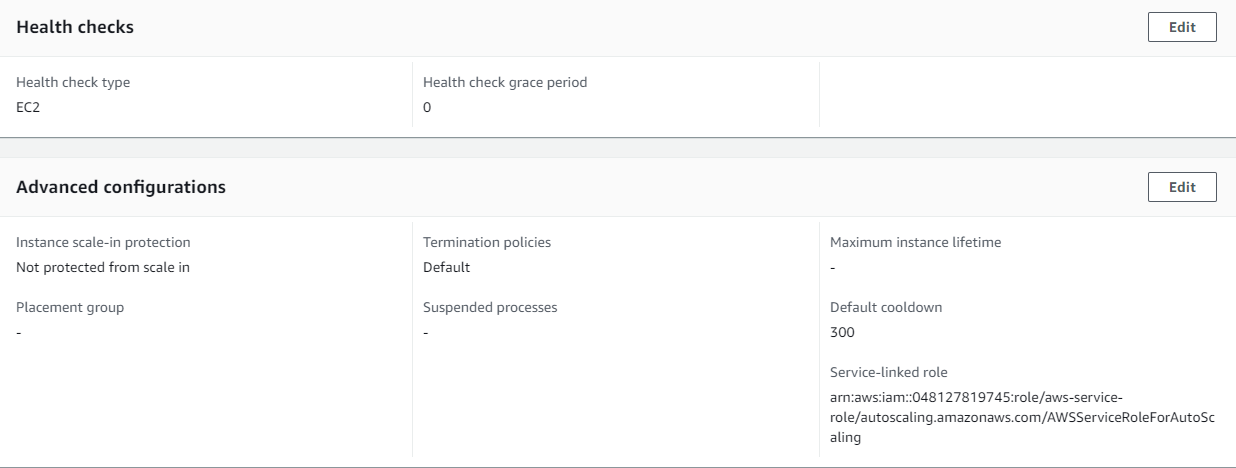 Health checks
Edit
Health check type
EC2
Health check grace period
0
Advanced configurations
Edit
Instance scale-in protection
Not protected from scale in
Placement group
-
Termination policies
Default
Suspended processes
-
Maximum instance lifetime
-
Default cooldown
300
Service-linked role
arn:aws:iam::048127819745:role/aws-service-
role/autoscaling.amazonaws.com/AWSServiceRoleForAutoSc
aling